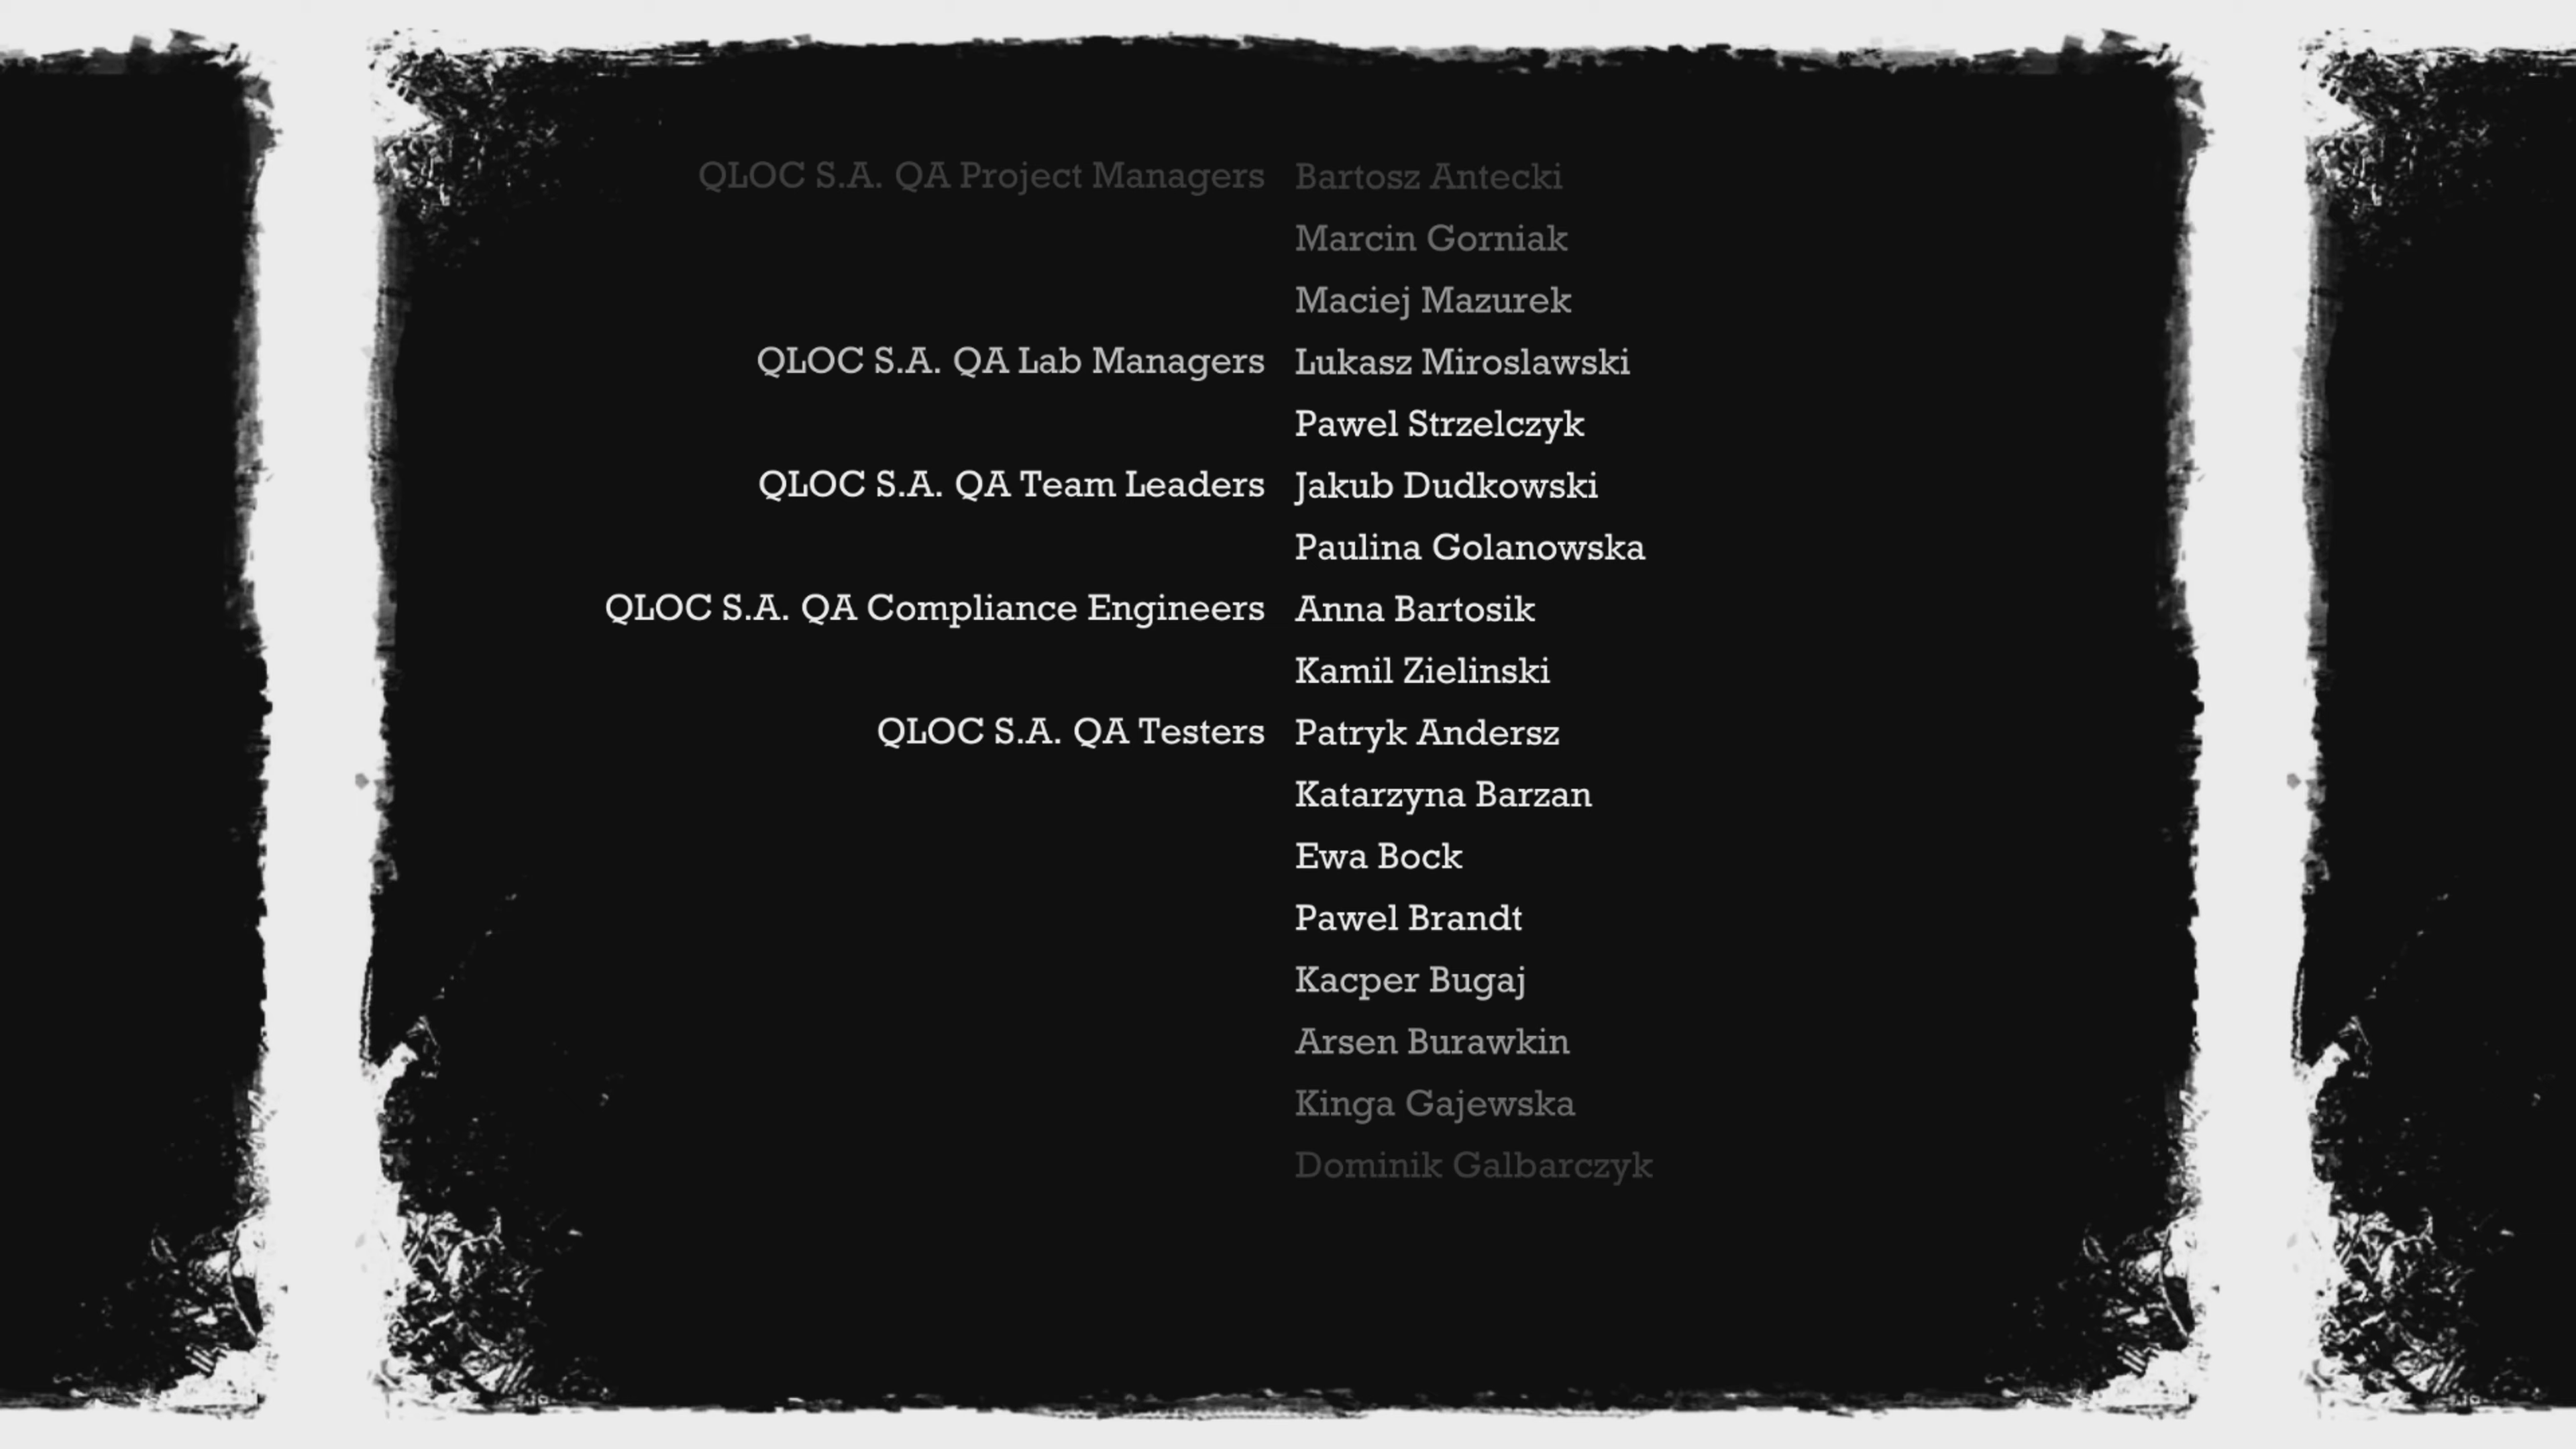 QLOC S.A. QA Project Managers Bartosz Antecki
Marcin Gorniak
Maciej Mazurek
QLOC S.A. QA Lab Managers Lukasz Miroslawski
Pawel Strzelczyk
QLOC S.A. QA Team Leaders Jakub Dudkowski
Paulina Golanowska
QLOC S.A. QA Compliance Engineers Anna Bartosik
Kamil Zielinski
QLOC S.A. QA Testers Patryk Andersz
Katarzyna Barzan
Ewa Bock
Pawel Brandt
Kacper Bugaj
Arsen Burawkin
Kinga Gajewska
Dominik Galbarczyk